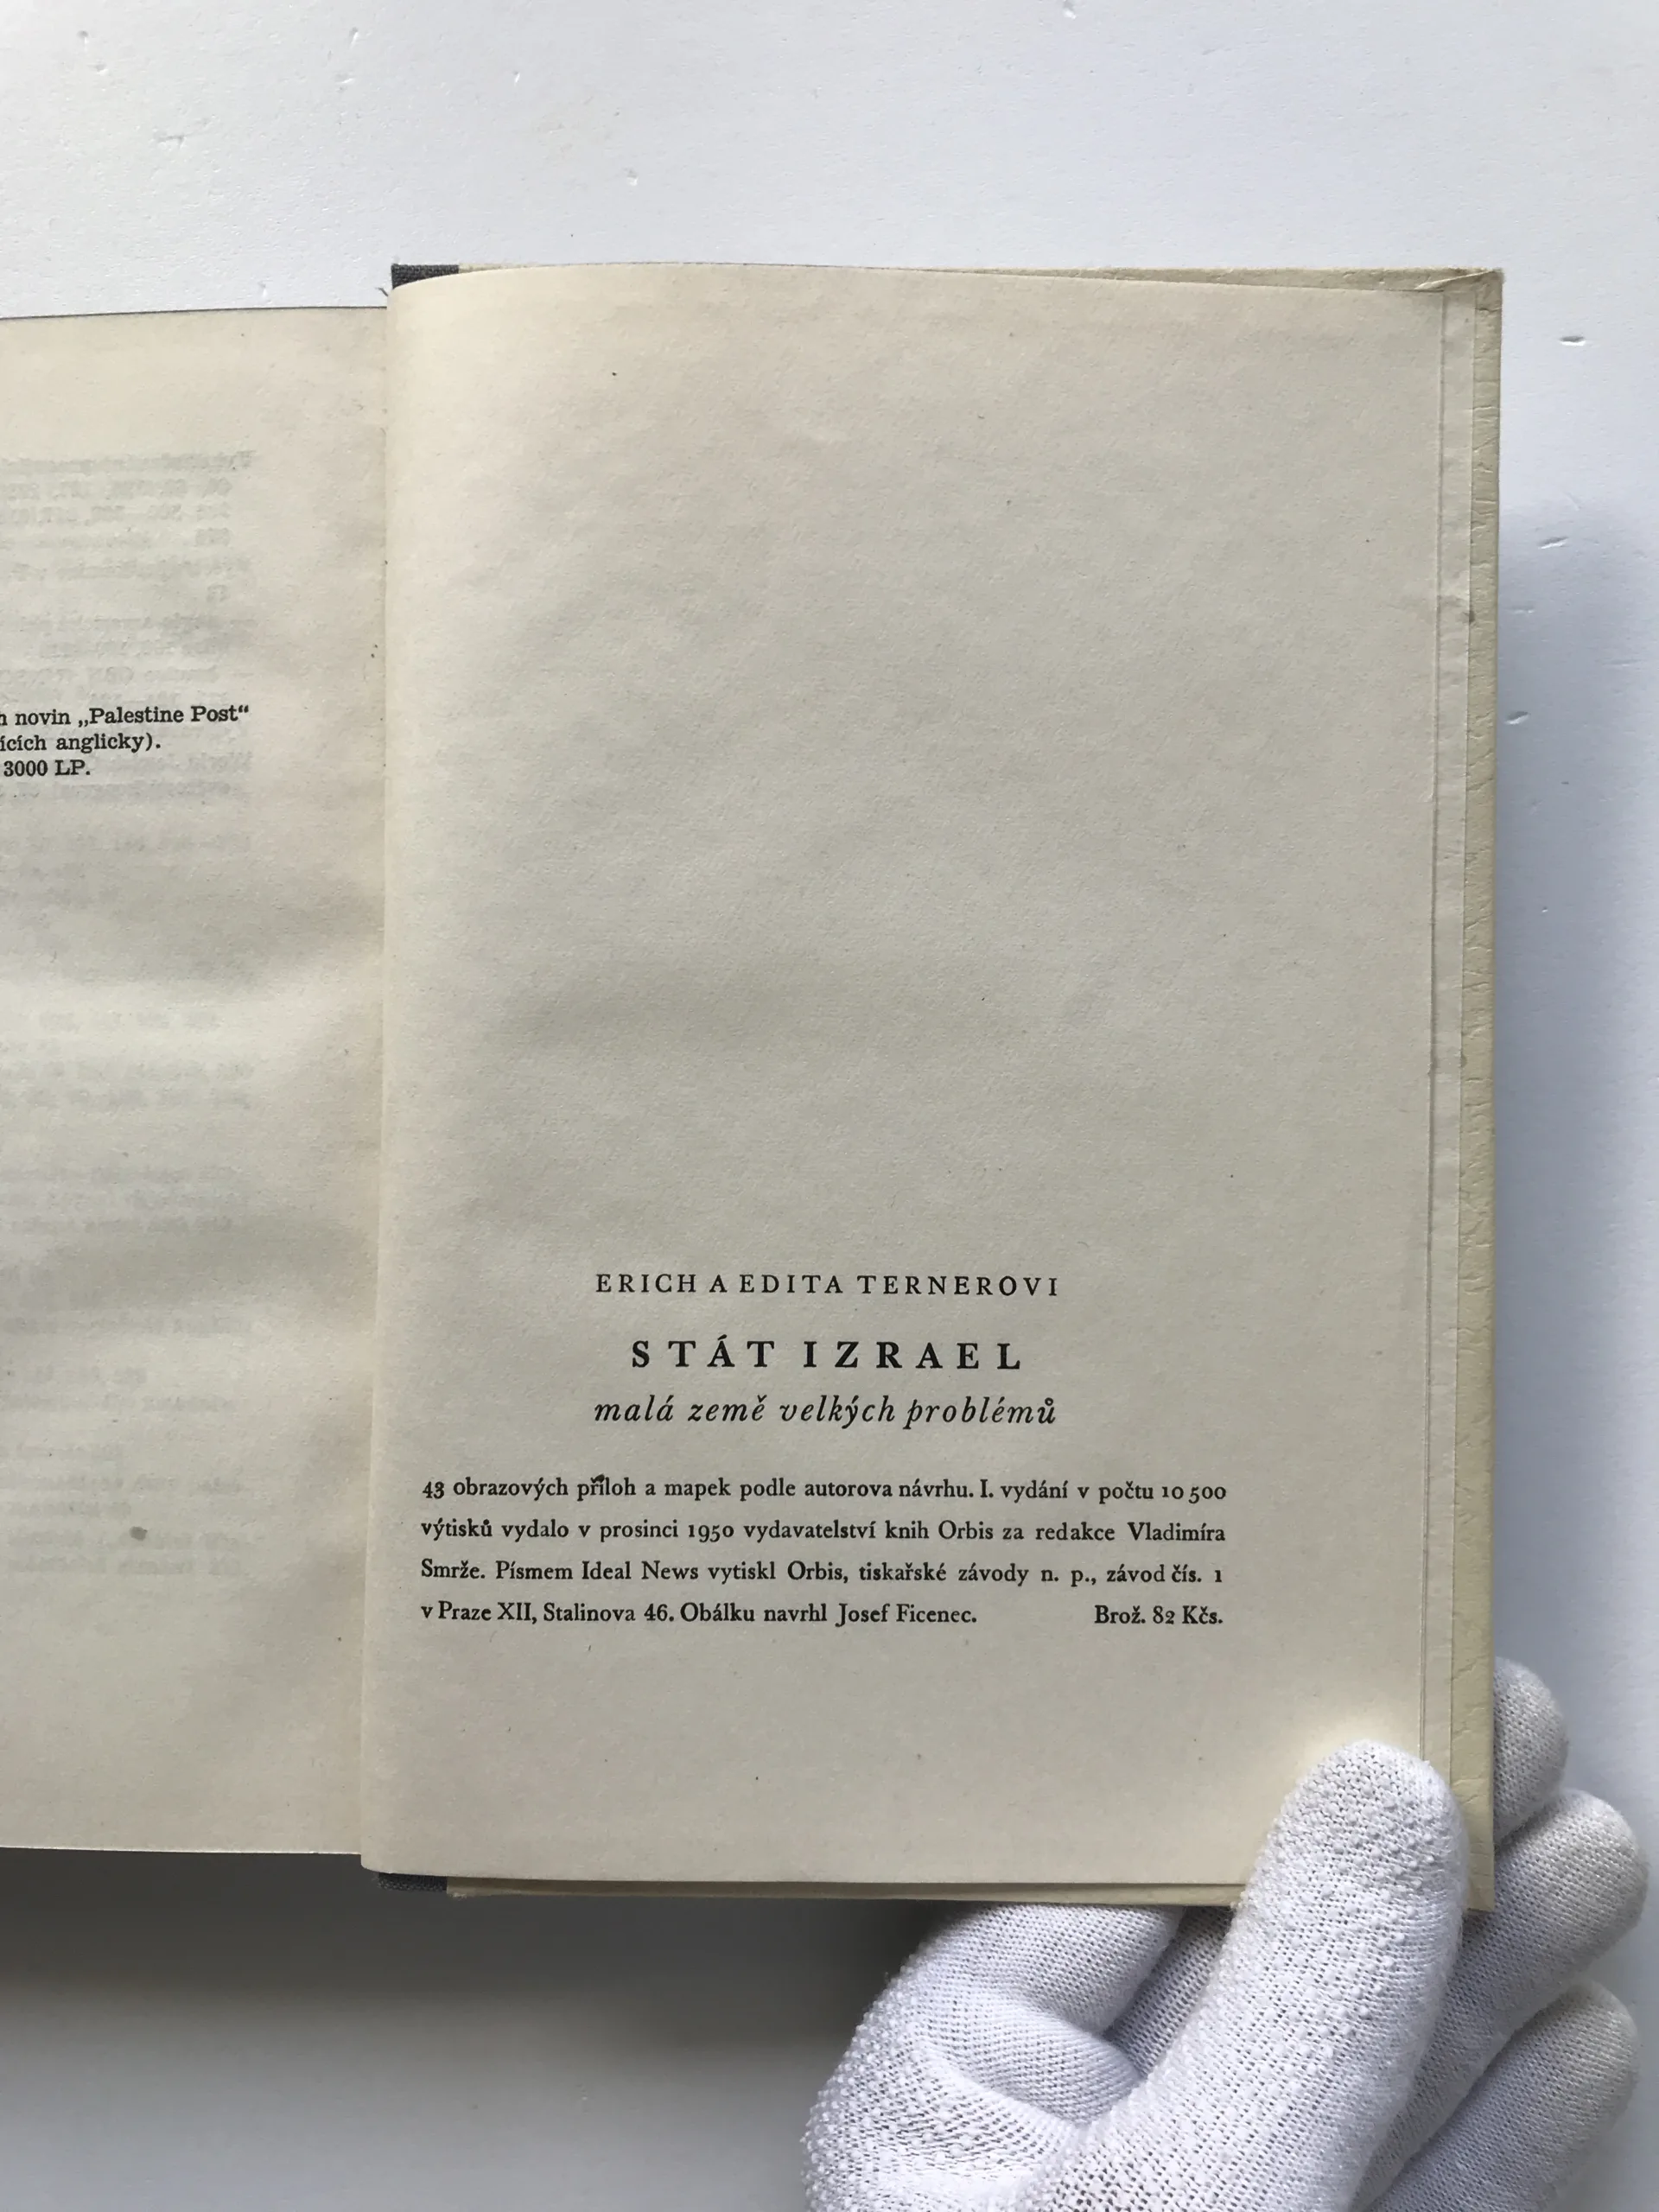 novin „Palestine Post“
ících anglicky).
3000 LP.
ERICH A EDITA TERNEROVI
STÁT IZRAEL
malá země velkých problémů
43 obrazových příloh a mapek podle autorova návrhu. I. vydání v počtu 10 500
výtisků vydalo v prosinci 1950 vydavatelství knih Orbis za redakce Vladimíra
Smrže. Písmem Ideal News vytiskl Orbis, tiskařské závody n. p., závod čís. 1
v Praze XII, Stalinova 46. Obálku navrhl Josef Ficenec. Brož. 82 Kčs.